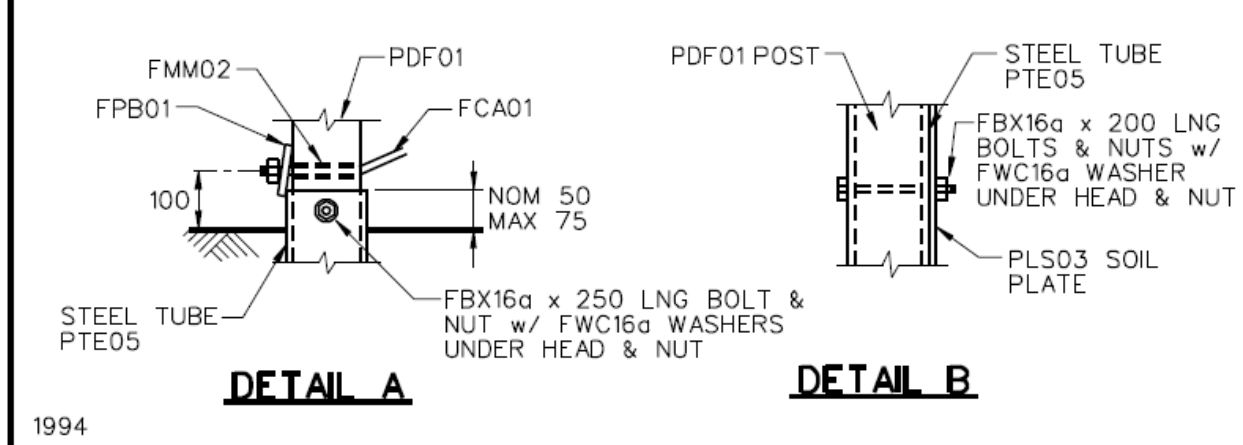 FMM02
PDF01
FPB01
FCA01
100
NOM 50
MAX 75
STEEL TUBE
PTE05
FBX16a x 250 LNG BOLT &
NUT w/ FWC16a WASHERS
UNDER HEAD & NUT
DETAIL A
PDF01 POST
STEEL TUBE
PTE05
FBX16a x 200 LNG
BOLTS & NUTS w/
FWC16a WASHER
UNDER HEAD & NUT
PLS03 SOIL
PLATE
DETAIL B
1994